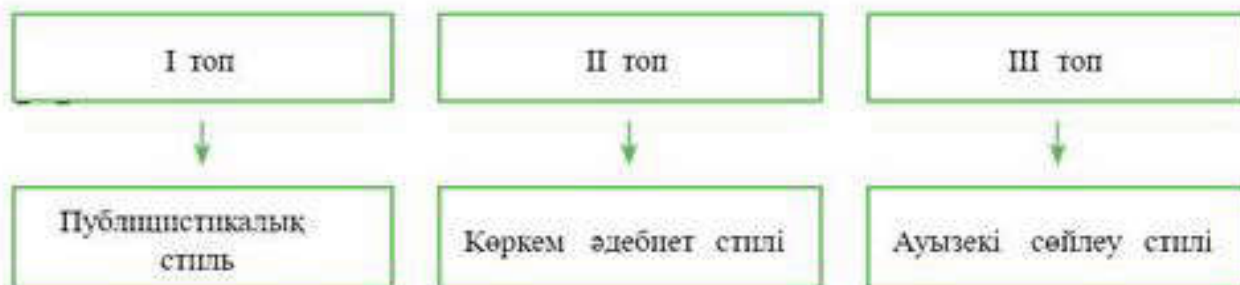 I топ
II топ
III топ
Публицистикалық
стиль
Көркем әдебиет стилі
Ауызекі сөйлеу стилі